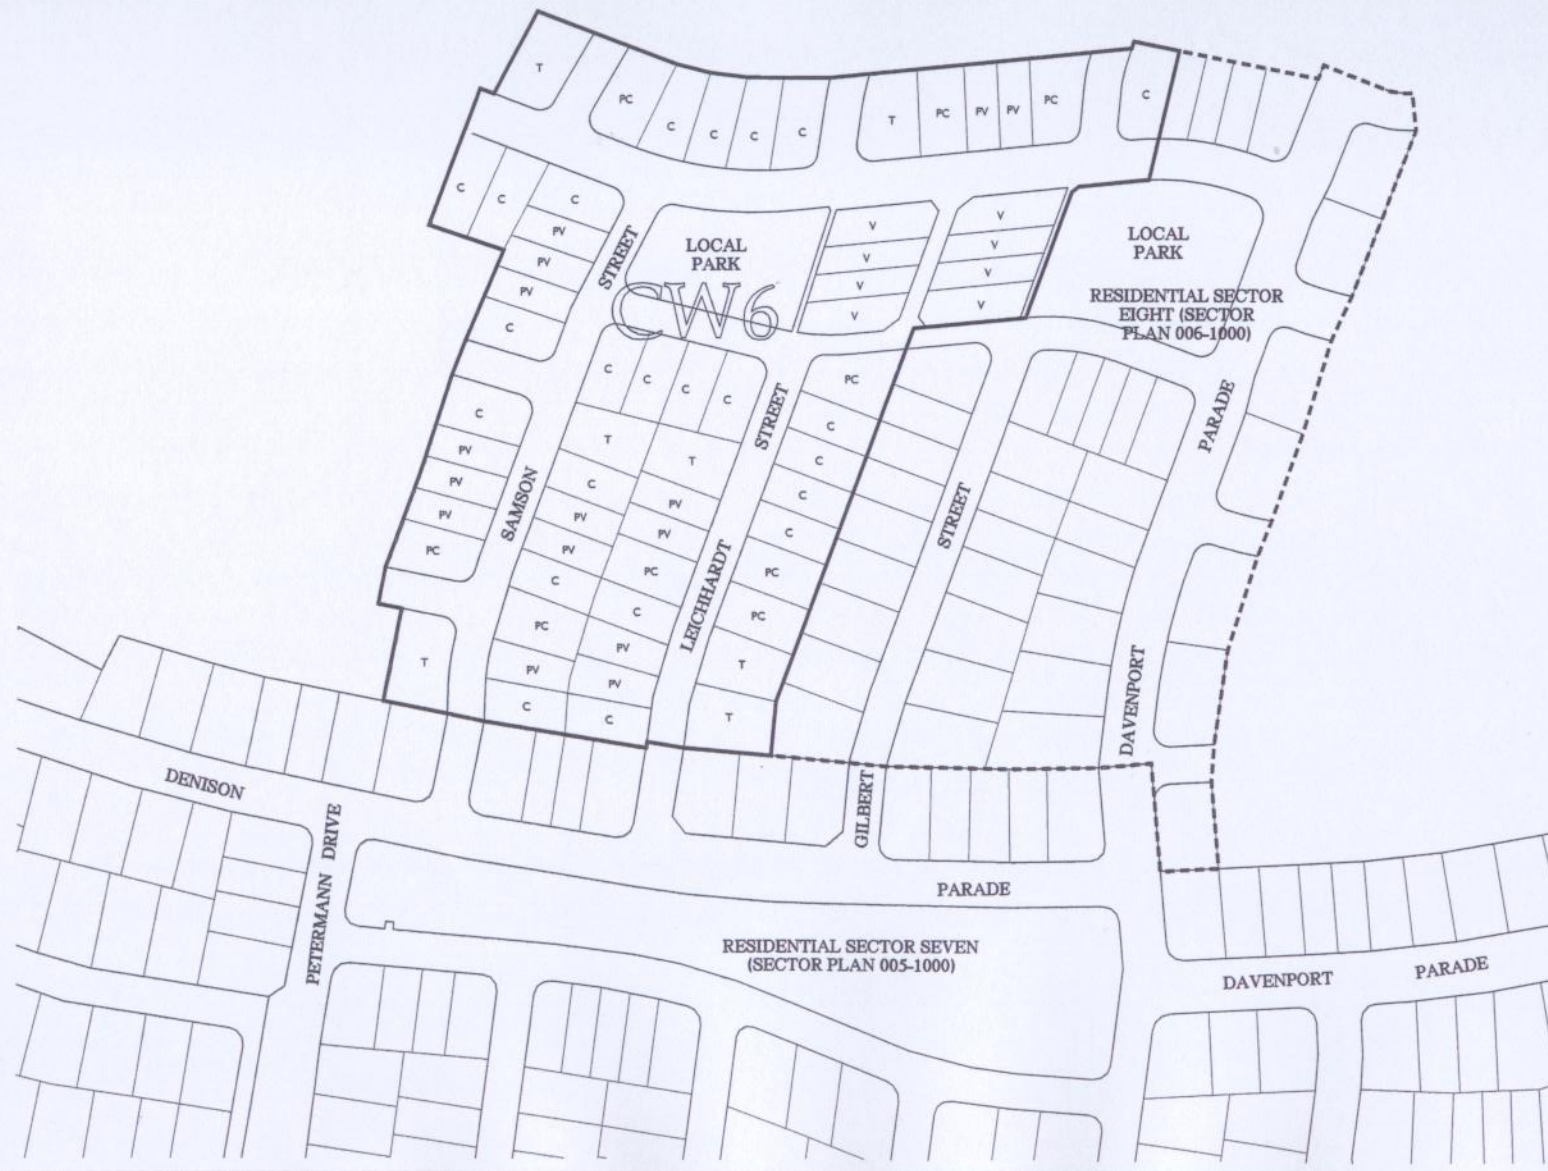 T
PC
C
C
C
C
T
PC
PV
PV
PC
C
C
C
C
PV
PV
PV
C
STREET
LOCAL
PARK
V
V
V
V
V
V
V
V
LOCAL
PARK
CW6
RESIDENTIAL SECTOR
EIGHT (SECTOR
PLAN 006-1000)
C
C
C
C
C
PV
PV
PV
PC
SAMSON
T
T
C
PV
PV
PV
PV
C
PC
PC
C
PV
PV
PV
C
C
STREET
LEICHHARDT
PC
C
C
C
C
PC
PC
T
T
T
STREET
GILBERT
PARADE
DAVENPORT
DENISON
PETERMANN DRIVE
PARADE
RESIDENTIAL SECTOR SEVEN
(SECTOR PLAN 005-1000)
DAVENPORT
PARADE